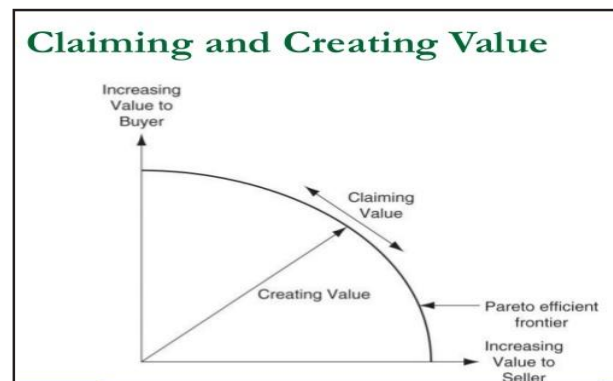 Claiming and Creating Value
Increasing
Value to
Buyer
Claiming
Value
Creating Value
Pareto efficient
frontier
Increasing
Value to
Seller